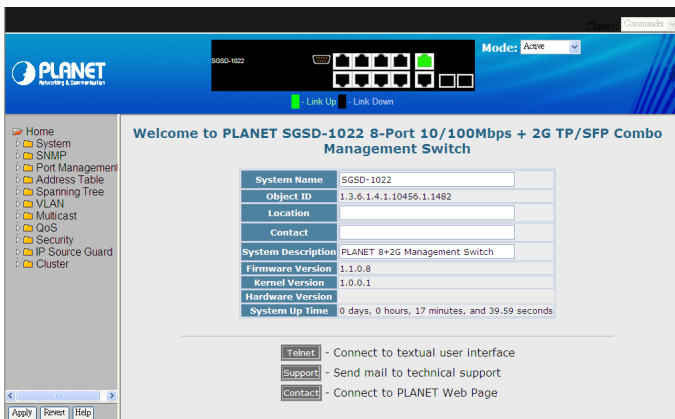 Cluster: Commander
PLANET
Networking & Communication
SGSD-1022
Mode: Active
- Link Up - Link Down
Home
System
SNMP
Port Management
Address Table
Spanning Tree
VLAN
Multicast
QoS
Security
IP Source Guard
Cluster
Apply Revert Help
Welcome to PLANET SGSD-1022 8-Port 10/100Mbps + 2G TP/SFP Combo
Management Switch
System Name SGSD-1022
Object ID 1.3.6.1.4.1.10456.1.1482
Location
Contact
System Description PLANET 8+2G Management Switch
Firmware Version 1.1.0.8
Kernel Version 1.0.0.1
Hardware Version
System Up Time 0 days, 0 hours, 17 minutes, and 39.59 seconds
Telnet - Connect to textual user interface
Support - Send mail to technical support
Contact - Connect to PLANET Web Page